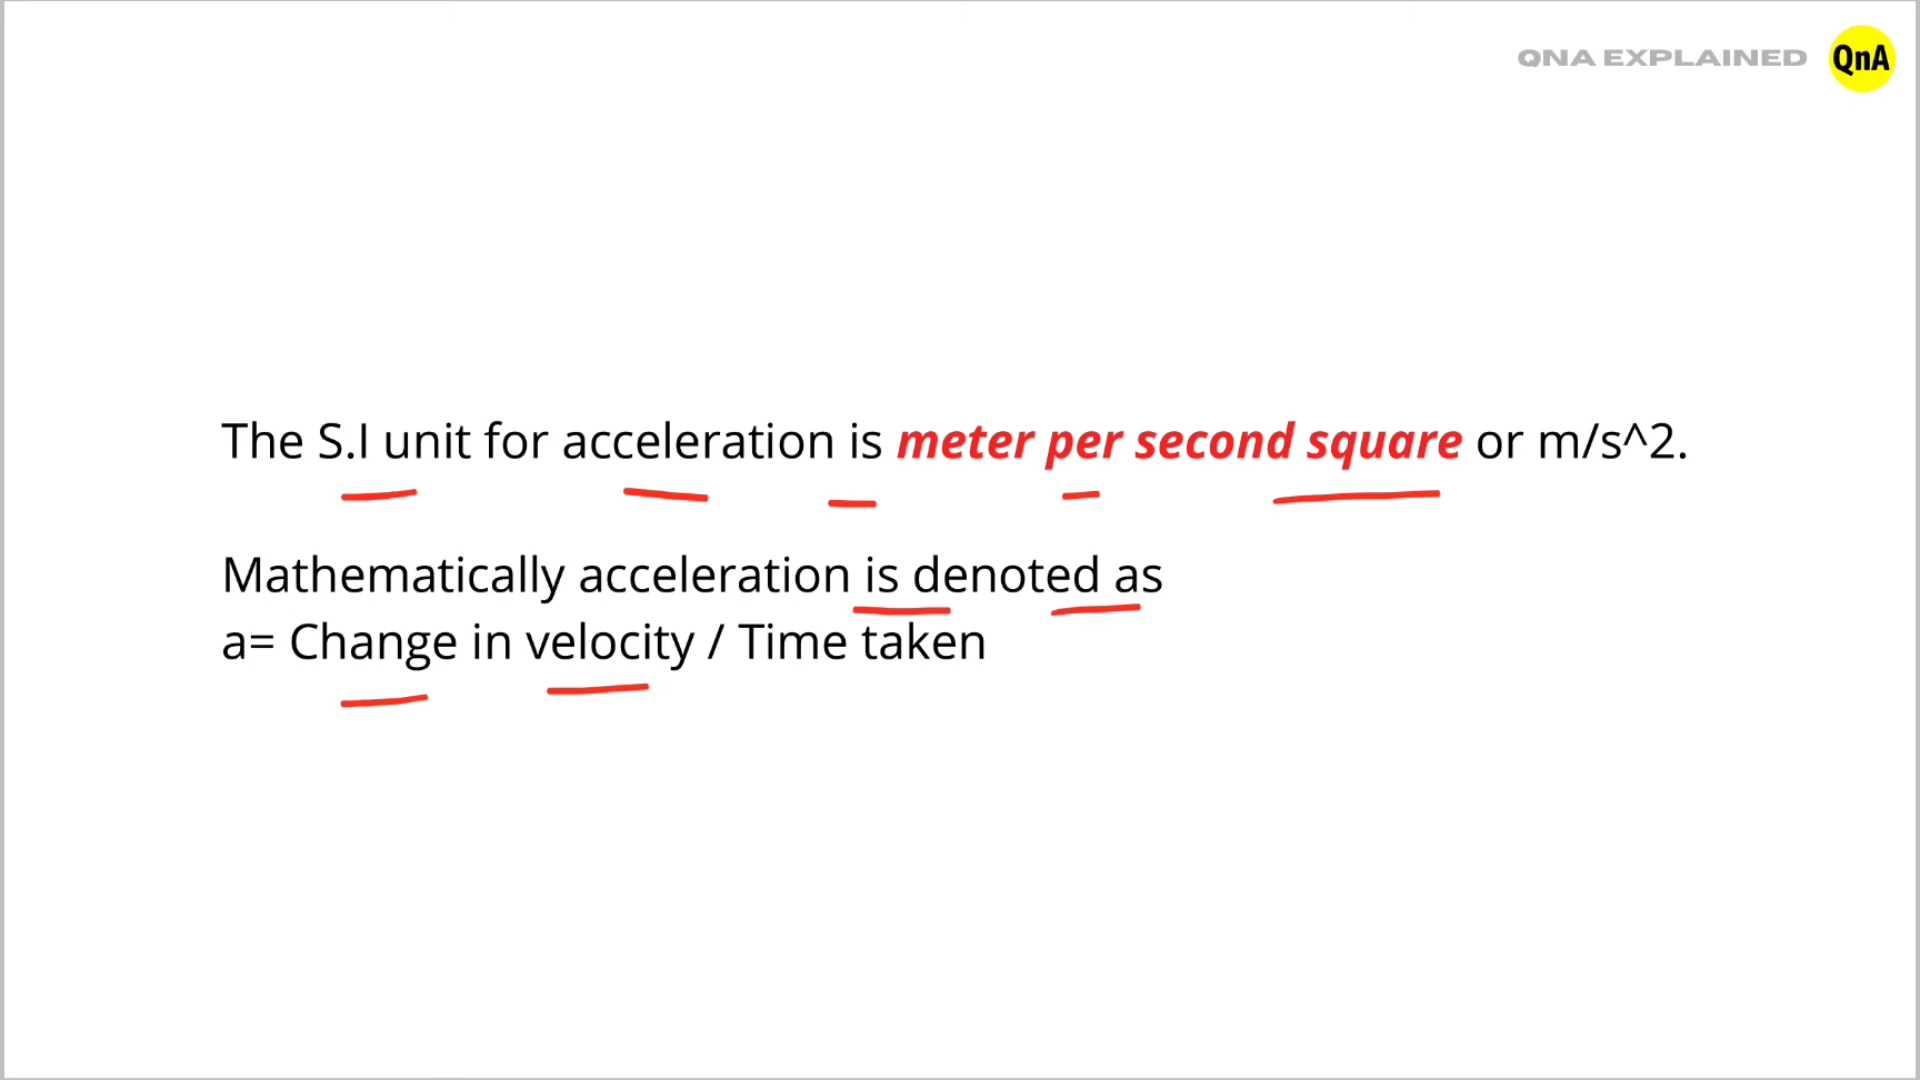 QNA EXPLAINED QnA
The S.I unit for acceleration is meter per second square or m/s^2.
Mathematically acceleration is denoted as
a= Change in velocity / Time taken